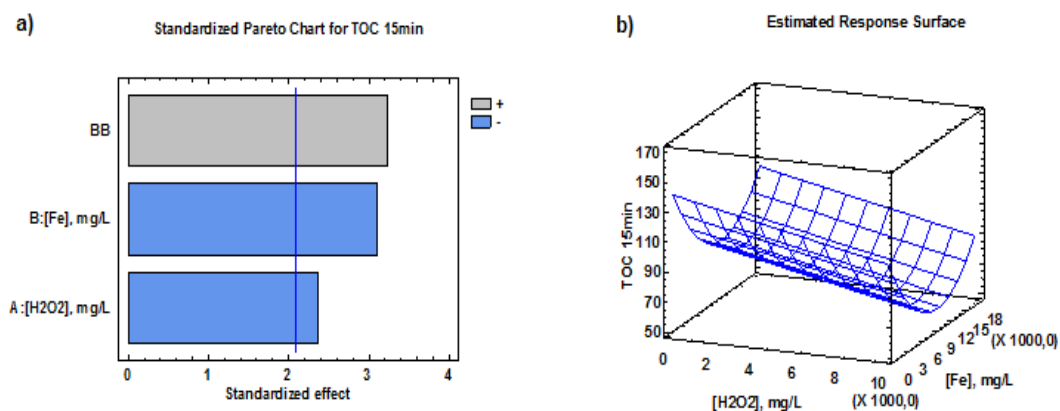 a)
Standardized Pareto Chart for TOC 15min
BB
B:[Fe], mg/L
A:[H2O2], mg/L
0 1 2 3 4
Standardized effect
+
-
b)
Estimated Response Surface
170
150
130
110
90
70
50
TOC 15min
0 2 4 6 8 10
(X 1000,0)
[H2O2], mg/L
0 3 6 9 12 15 18
(X 1000,0)
[Fe], mg/L